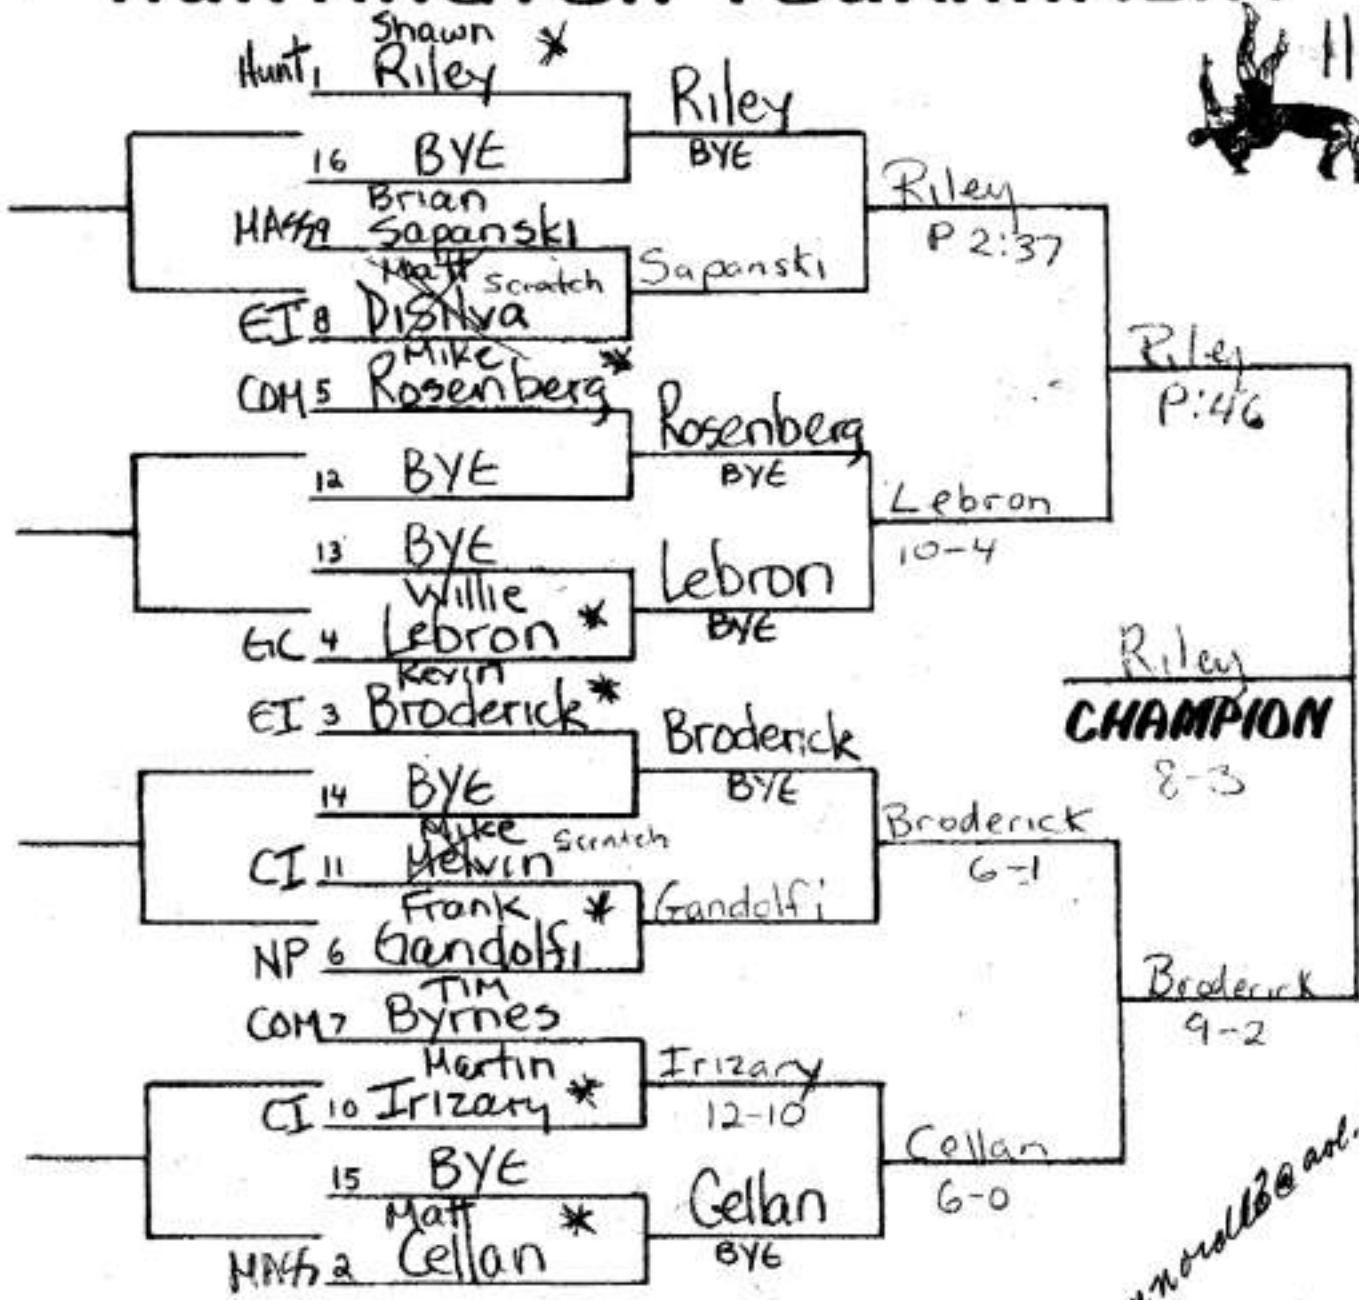 Shawn
Hunt 1 Riley *
Riley
BYE
16 BYE
Riley
P 2:37
Brian
MASS 9 Sapanski
Sapanski
Matt Scratch
EI 8 DiSilva
Riley
P:46
Mike
COM 5 Rosenberg *
Rosenberg
BYE
12 BYE
Lebron
10-4
13 BYE
Lebron
BYE
Willie
GC 4 Lebron *
Riley
CHAMPION
8-3
Kevin
EI 3 Broderick *
Broderick
BYE
14 BYE
Broderick
6-1
Mike Scratch
CI 11 Melvin
Gandolfi
Frank
NP 6 Gandolfi *
Broderick
9-2
TIM
COM 7 Byrnes
Irizary
12-10
Martin
CI 10 Irizary *
Cellan
6-0
15 BYE
Cellan
BYE
Matt
MASS 2 Cellan *